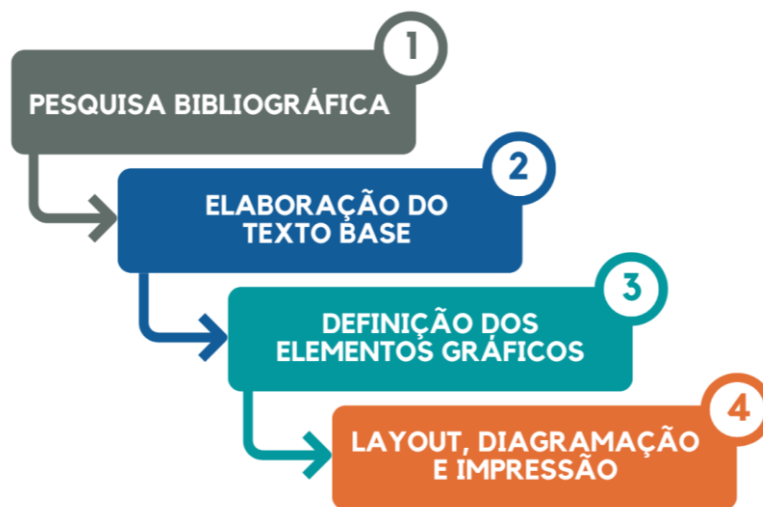 1
PESQUISA BIBLIOGRÁFICA
2
ELABORAÇÃO DO
TEXTO BASE
3
DEFINIÇÃO DOS
ELEMENTOS GRÁFICOS
4
LAYOUT, DIAGRAMAÇÃO
E IMPRESSÃO